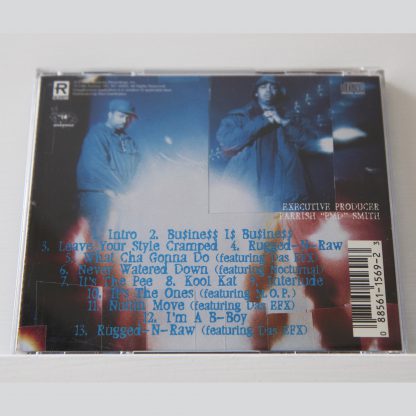 R
EXECUTIVE PRODUCER
PARRISH "PMD" SMITH
1. Intro 2. Bu$ine$$ I$ Bu$ine$$
3. Leave Your Style Cramped 4. Rugged-N-Raw
5. What Cha Gonna Do (featuring Das EFX)
6. Never Watered Down (featuring Nocturnal)
7. It's The Pee 8. Kool Kat 9. Interlude
10. It's The Ones (featuring M.O.P.)
11. Nuttin Move (featuring Das EFX)
12. I'm A B-Boy
13. Rugged-N-Raw (featuring Das EFX)
0 88561-1569-2 3